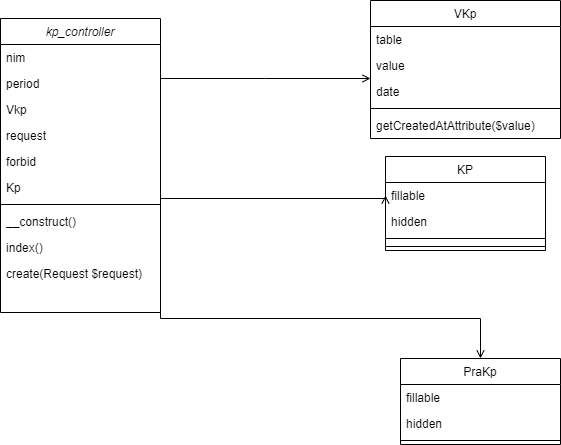 kp_controller
nim
period
Vkp
request
forbid
Kp
__construct()
index()
create(Request $request)
VKp
table
value
date
getCreatedAtAttribute($value)
KP
fillable
hidden
PraKp
fillable
hidden